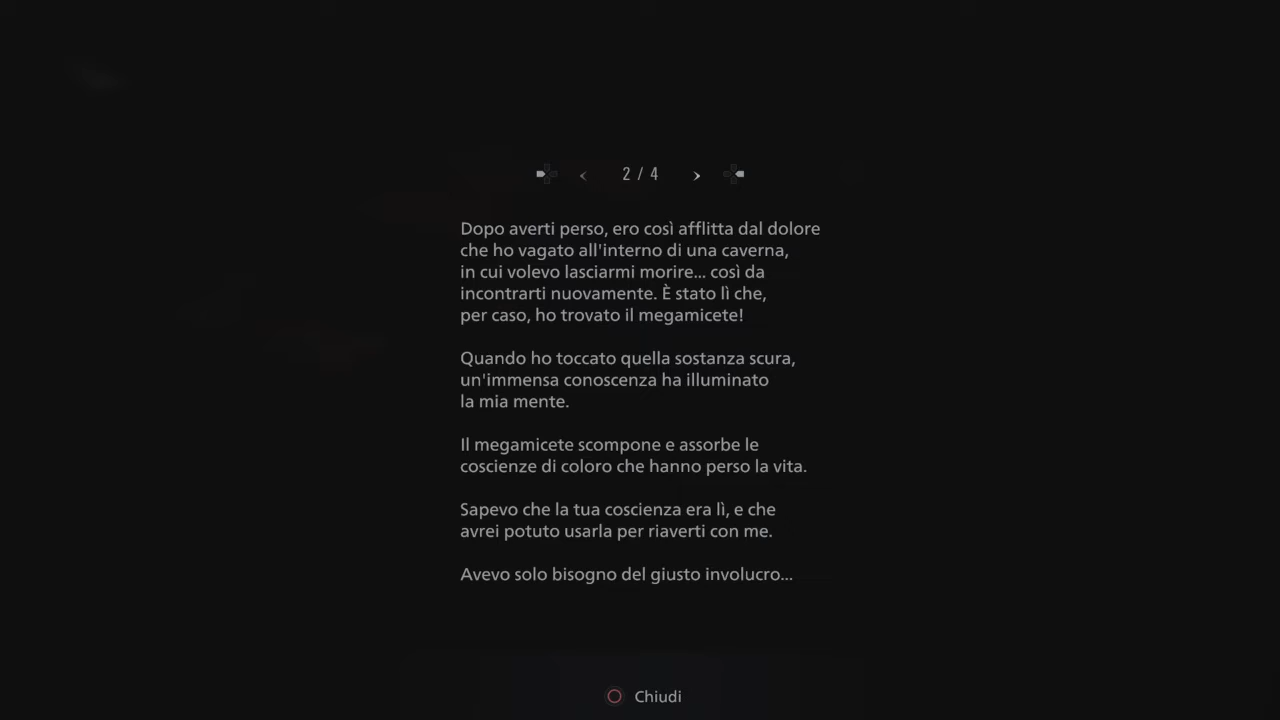 2 / 4
Dopo averti perso, ero così afflitta dal dolore
che ho vagato all'interno di una caverna,
in cui volevo lasciarmi morire... così da
incontrarti nuovamente. È stato lì che,
per caso, ho trovato il megamicete!
Quando ho toccato quella sostanza scura,
un'immensa conoscenza ha illuminato
la mia mente.
Il megamicete scompone e assorbe le
coscienze di coloro che hanno perso la vita.
Sapevo che la tua coscienza era lì, e che
avrei potuto usarla per riaverti con me.
Avevo solo bisogno del giusto involucro...
Chiudi